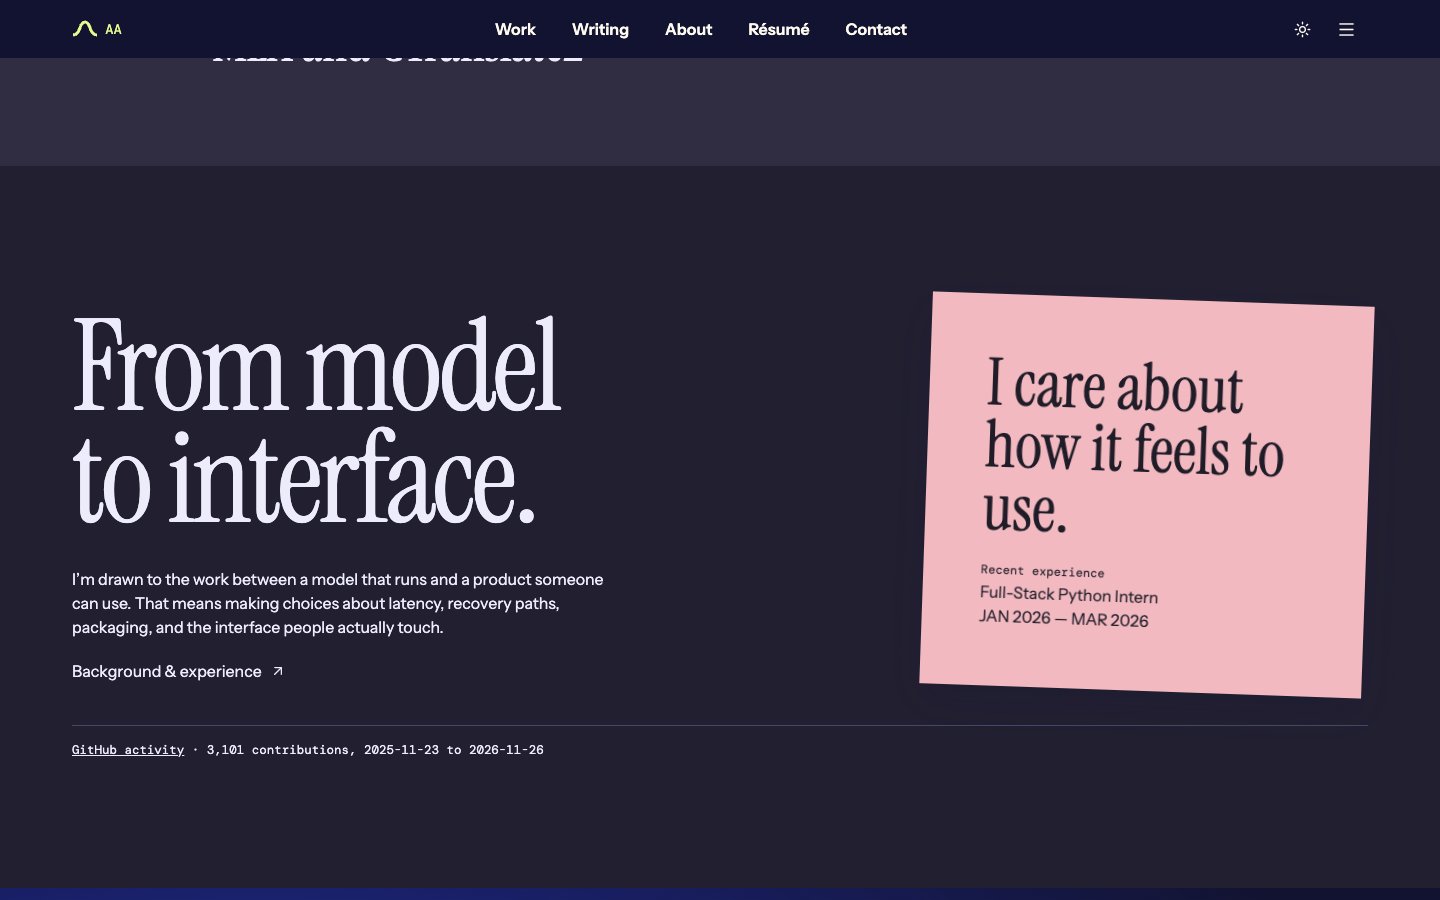 AA
Work Writing About Résumé Contact
From model
to interface.
I'm drawn to the work between a model that runs and a product someone
can use. That means making choices about latency, recovery paths,
packaging, and the interface people actually touch.
Background & experience ↗
GitHub activity · 3,101 contributions, 2025-11-23 to 2026-11-26
I care about
how it feels to
use.
Recent experience
Full-Stack Python Intern
JAN 2026 — MAR 2026